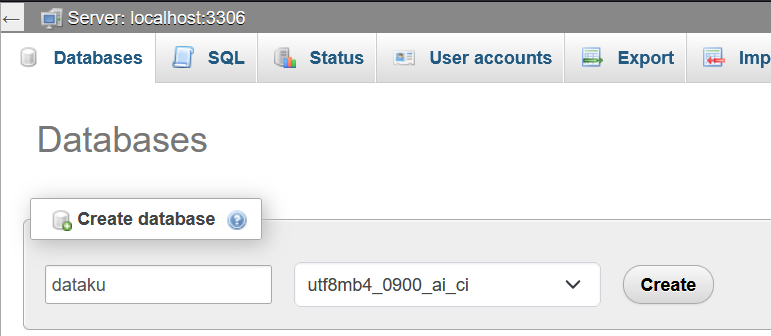 Server: localhost:3306
Databases SQL Status User accounts Export Imp
Databases
Create database
dataku utf8mb4_0900_ai_ci Create